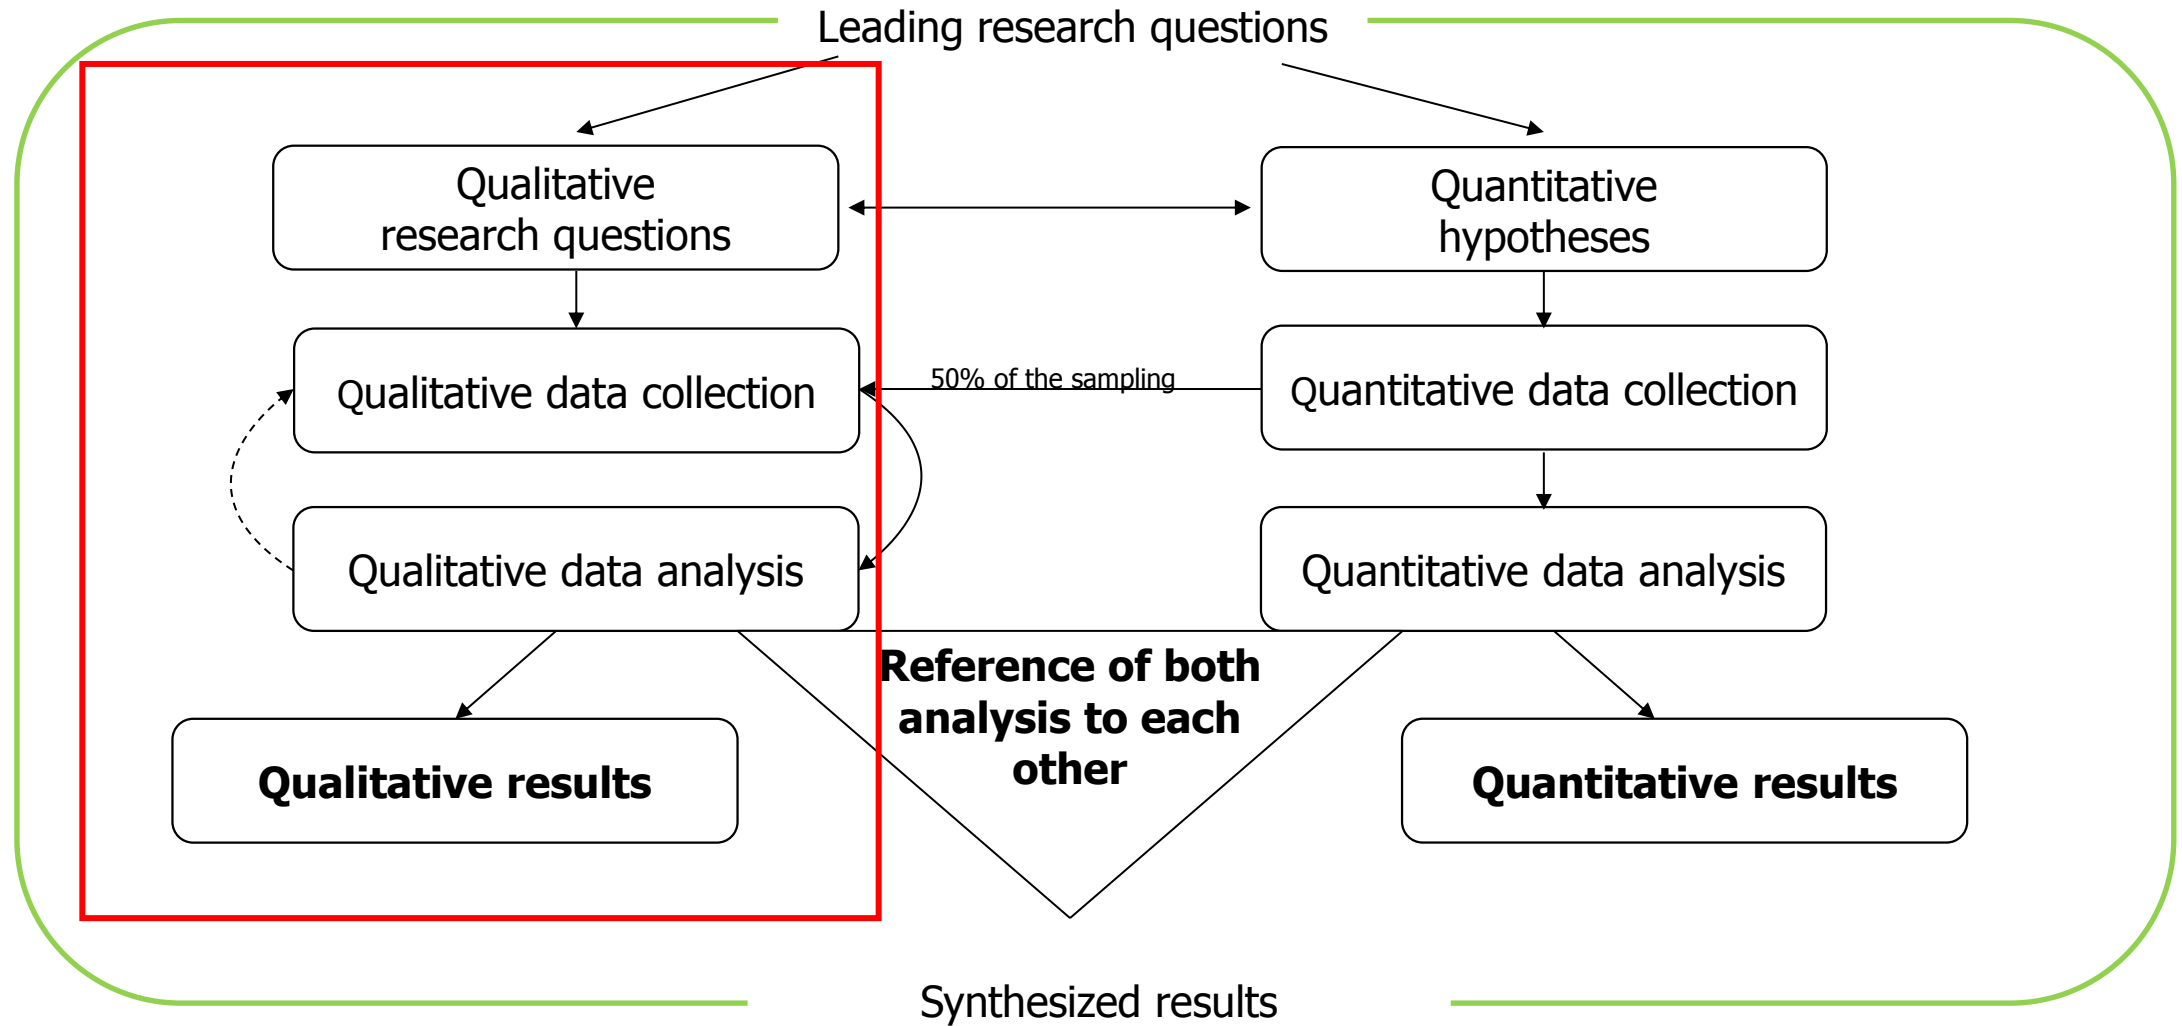 Leading research questions
Qualitative
research questions
Quantitative
hypotheses
Qualitative data collection
50% of the sampling
Quantitative data collection
Qualitative data analysis
Quantitative data analysis
Reference of both
analysis to each
other
Qualitative results
Quantitative results
Synthesized results